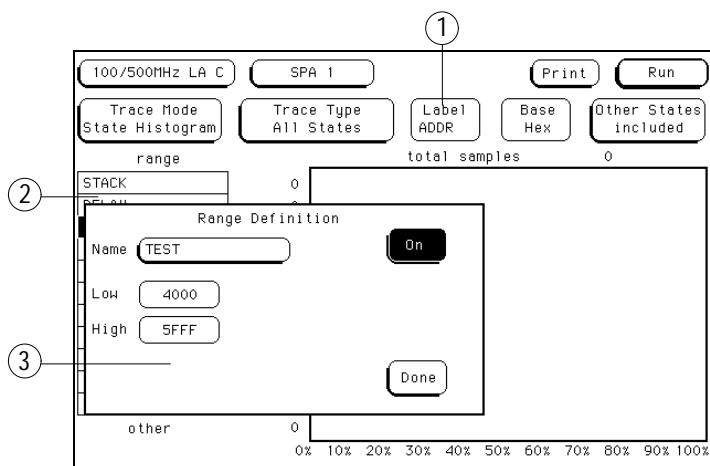 1
100/500MHz LA C SPA 1 Print Run
Trace Mode State Histogram
Trace Type All States
Label ADDR
Base Hex
Other States included
range total samples 0
2
STACK 0
Range Definition
Name TEST On
Low 4000
High 5FFF
3
Done
other 0
0% 10% 20% 30% 40% 50% 60% 70% 80% 90% 100%